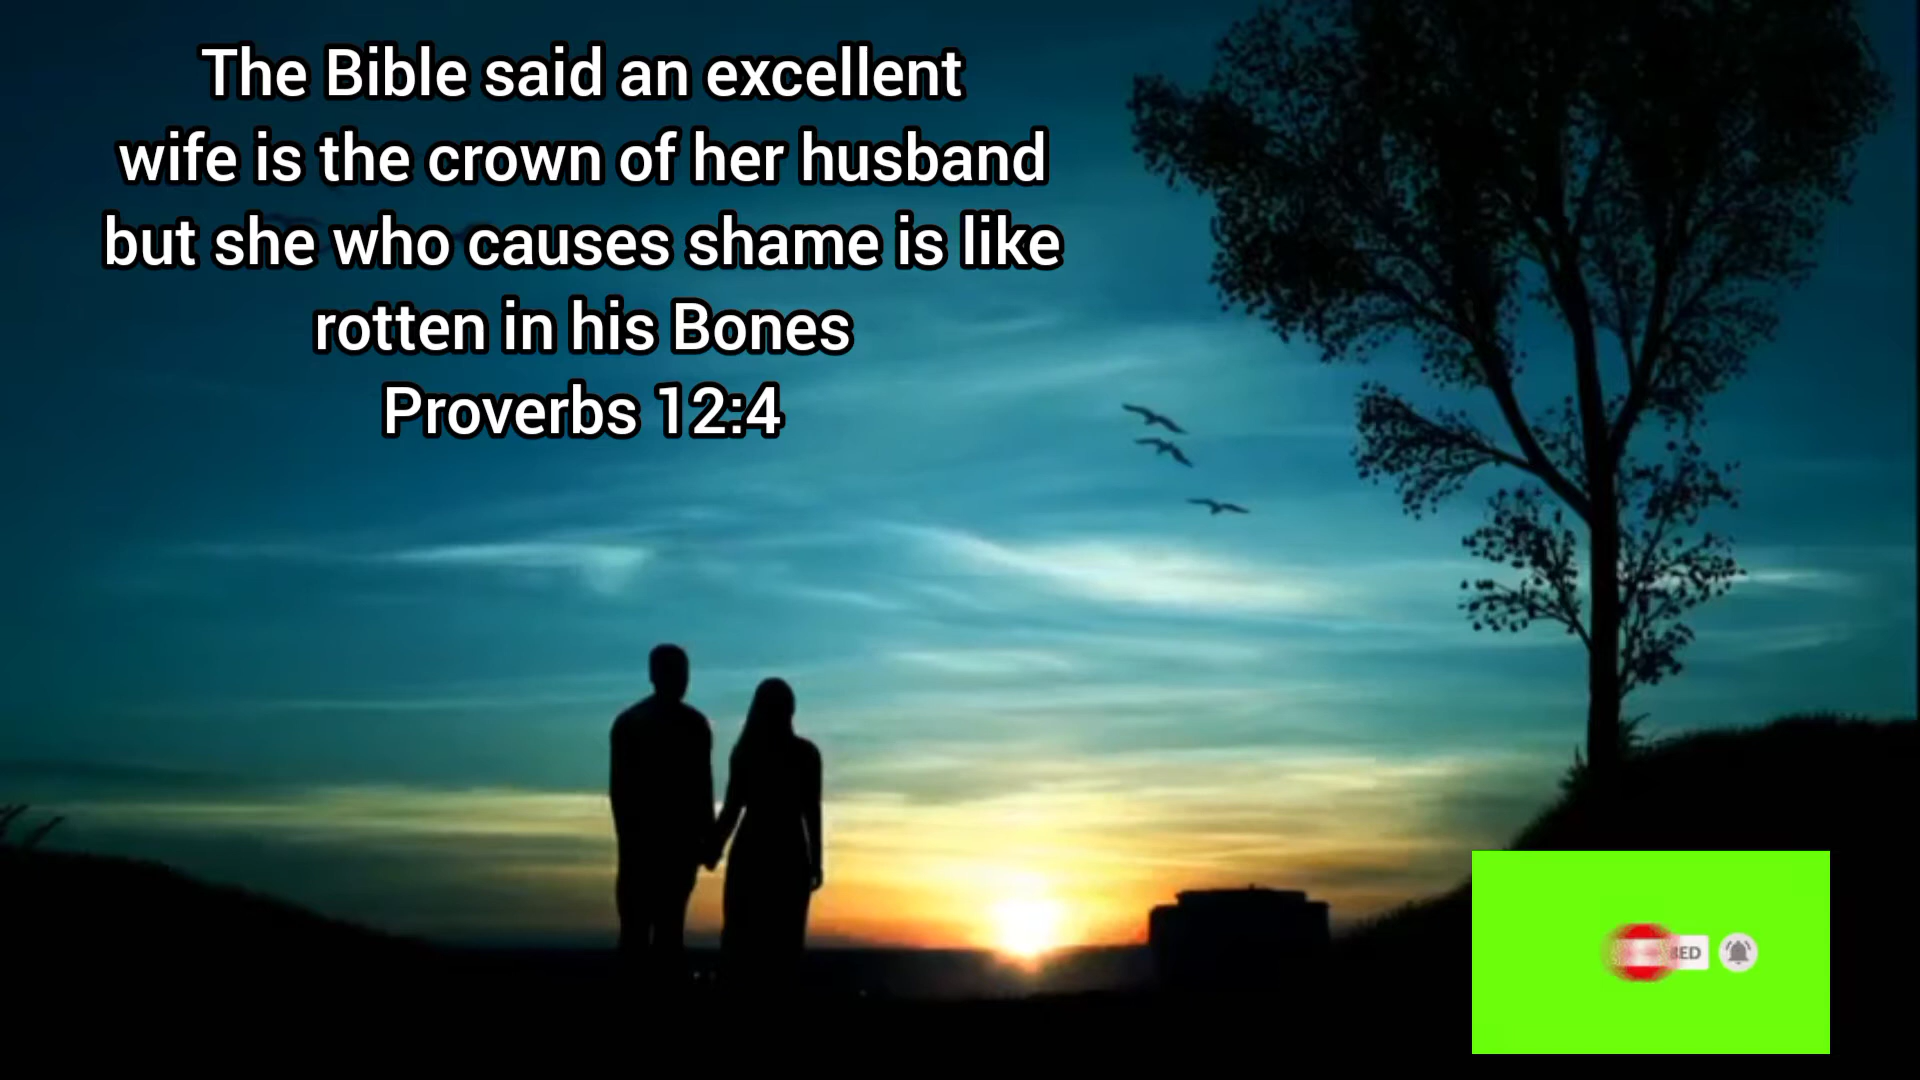 The Bible said an excellent
wife is the crown of her husband
but she who causes shame is like
rotten in his Bones
Proverbs 12:4